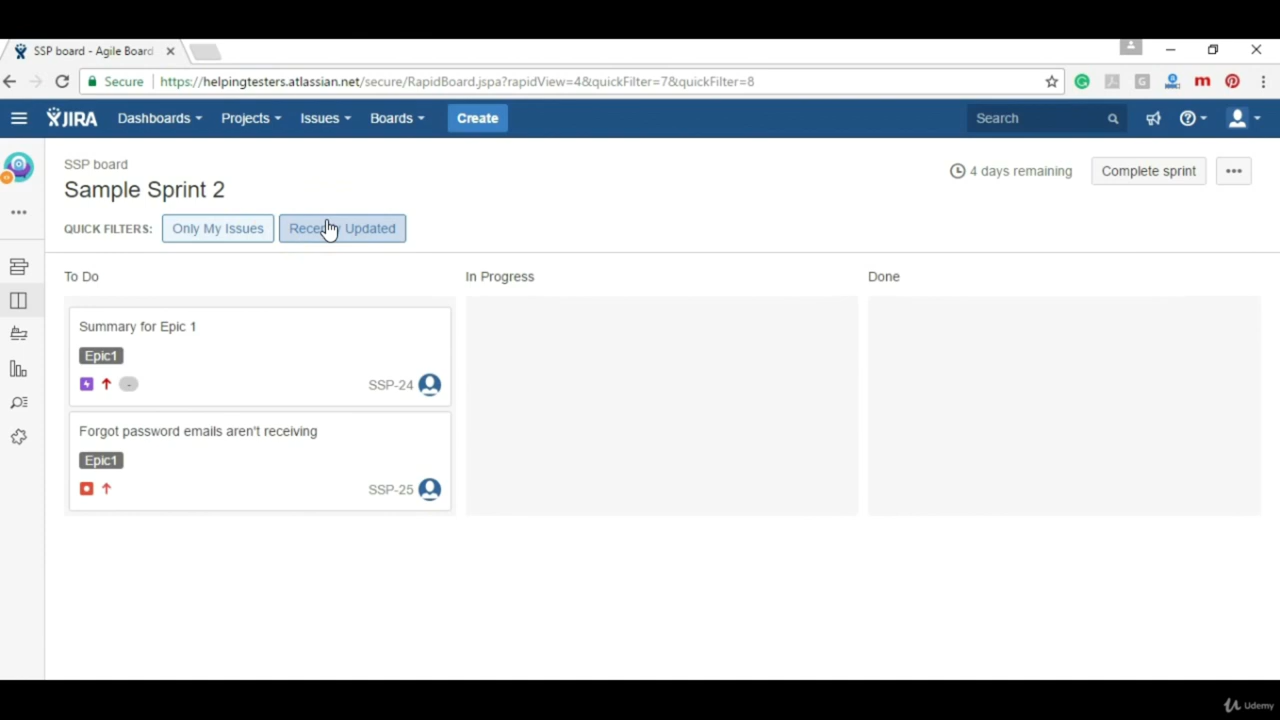 SSP board - Agile Board
Secure
https://helpingtesters.atlassian.net/secure/RapidBoard.jspa?rapidView=4&quickFilter=7&quickFilter=8
JIRA
Dashboards
Projects
Issues
Boards
Create
Search
SSP board
Sample Sprint 2
4 days remaining
Complete sprint
QUICK FILTERS:
Only My Issues
Updated
To Do
In Progress
Done
Summary for Epic 1
Epic1
-
SSP-24
Forgot password emails aren't receiving
Epic1
SSP-25
Udemy